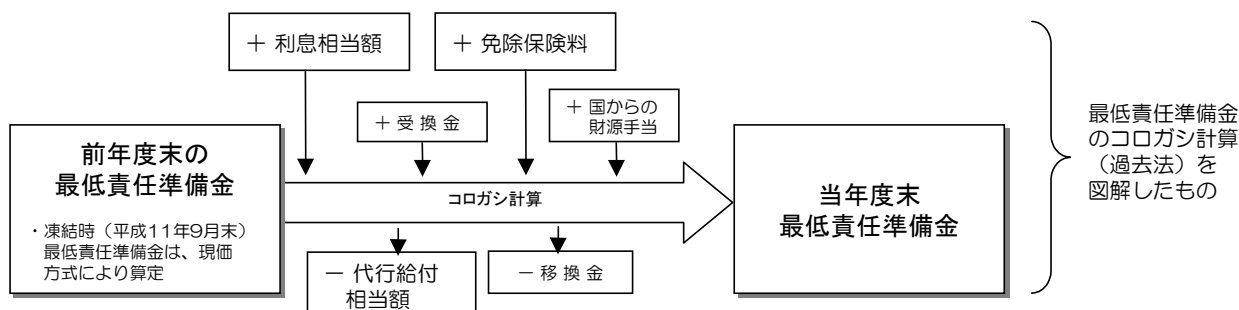 ＋ 利息相当額
＋ 免除保険料
＋ 受 換 金
＋ 国からの
財源手当
前年度末の
最低責任準備金
・凍結時（平成11年9月末）
最低責任準備金は、現価
方式により算定
コロガシ計算
－ 代行給付
相当額
－ 移 換 金
当年度末
最低責任準備金
最低責任準備金
のコロガシ計算
（過去法）を
図解したもの